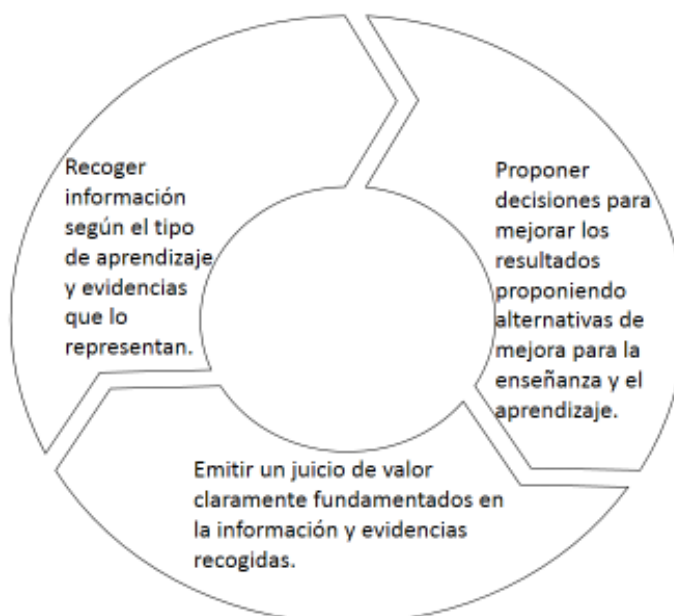 Recoger
información
según el tipo
de aprendizaje
y evidencias
que lo
representan.
Proponer
decisiones para
mejorar los
resultados
proponiendo
alternativas de
mejora para la
enseñanza y el
aprendizaje.
Emitir un juicio de valor
claramente fundamentados en
la información y evidencias
recogidas.